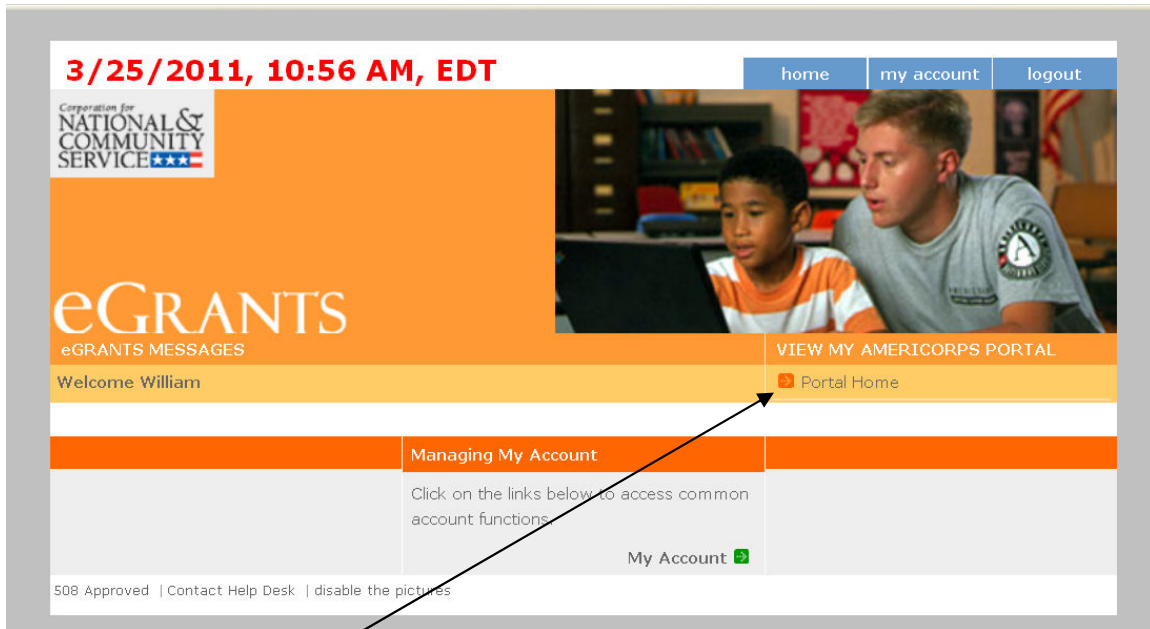 3/25/2011, 10:56 AM, EDT
home
my account
logout
Corporation for
NATIONAL &
COMMUNITY
SERVICE
eGRANTS
eGRANTS MESSAGES
VIEW MY AMERICORPS PORTAL
Welcome William
Portal Home
Managing My Account
Click on the links below to access common
account functions.
My Account
508 Approved | Contact Help Desk | disable the pictures